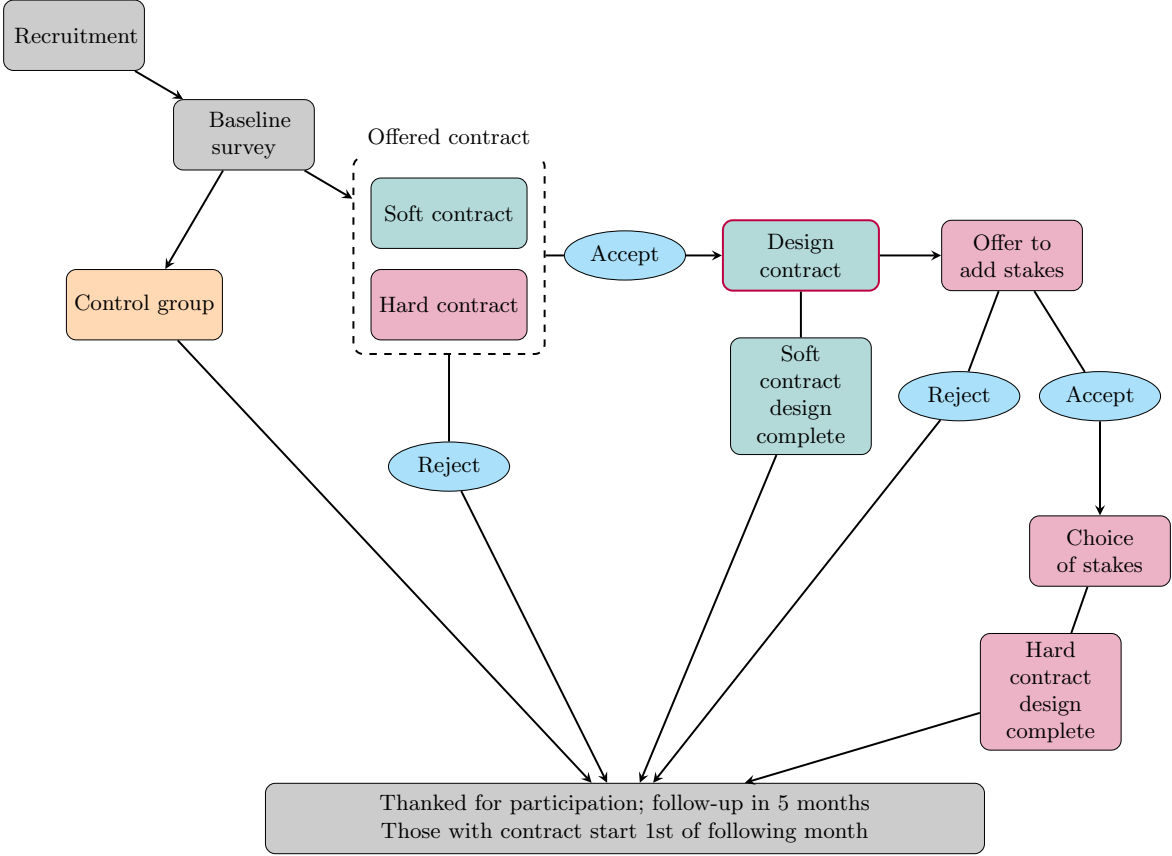 Recruitment
Baseline
survey
Offered contract
Soft contract
Hard contract
Control group
Accept
Design
contract
Offer to
add stakes
Soft
contract
design
complete
Reject
Accept
Reject
Choice
of stakes
Hard
contract
design
complete
Thanked for participation; follow-up in 5 months
Those with contract start 1st of following month